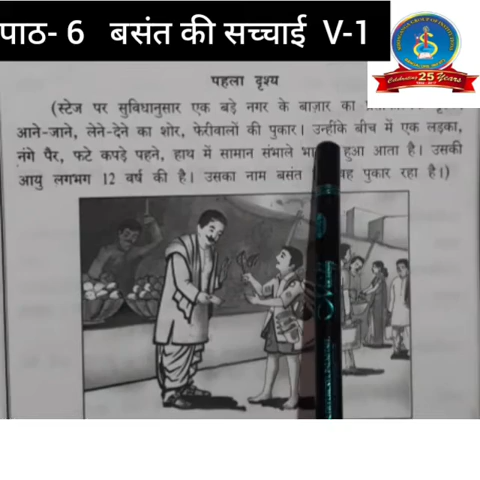 पाठ- 6 बसंत की सच्चाई V-1
Celebrating 25 Years
पहला दृश्य
(स्टेज पर सुविधानुसार एक बड़े नगर के बाज़ार का
आने-जाने, लेने-देने का शोर, फेरीवालों की पुकार। उन्हींके बीच में एक लड़का,
नंगे पैर, फटे कपड़े पहने, हाथ में सामान संभाले हुआ आता है। उसकी
आयु लगभग 12 वर्ष की है। उसका नाम बसंत वह पुकार रहा है।)